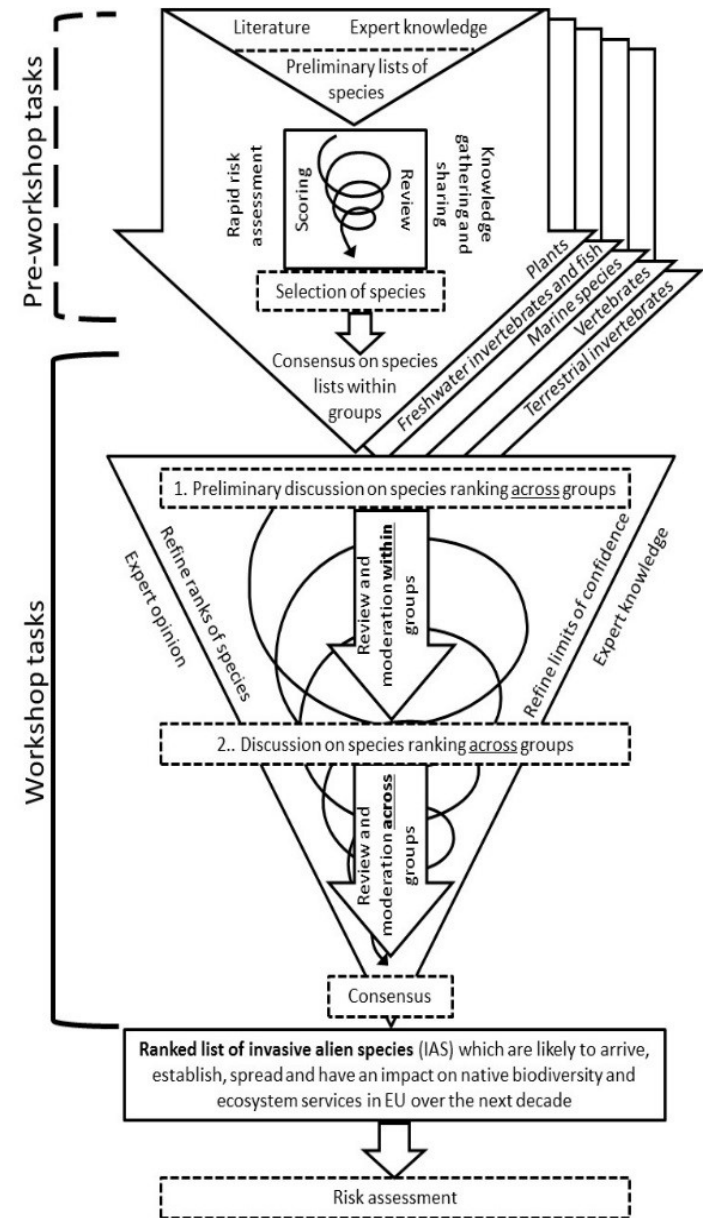 Pre-workshop tasks
Literature Expert knowledge
Preliminary lists of
species
Rapid risk
assessment
Scoring
Review
Knowledge
gathering and
sharing
Selection of species
Consensus on species
lists within
groups
Plants
Freshwater invertebrates and fish
Marine species
Vertebrates
Terrestrial invertebrates
Workshop tasks
1. Preliminary discussion on species ranking across groups
Refine ranks of species
Expert opinion
Review and
moderation within
groups
Refine limits of confidence
Expert knowledge
2.. Discussion on species ranking across groups
Review and
moderation across
groups
Consensus
Ranked list of invasive alien species (IAS) which are likely to arrive,
establish, spread and have an impact on native biodiversity and
ecosystem services in EU over the next decade
Risk assessment